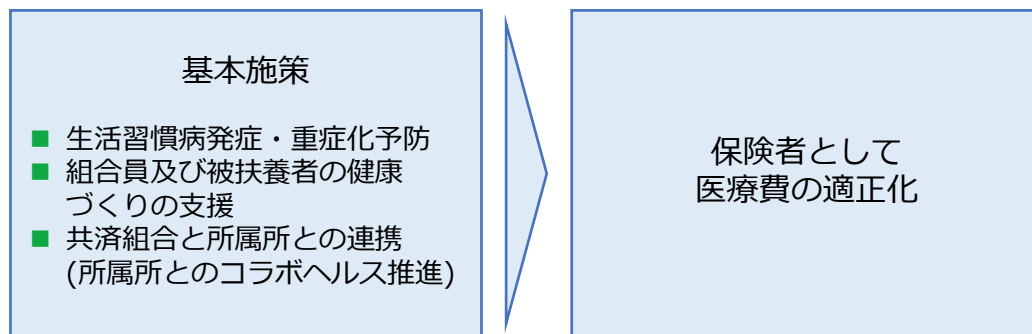 基本施策
■ 生活習慣病発症・重症化予防
■ 組合員及び被扶養者の健康
づくりの支援
■ 共済組合と所属所との連携
(所属所とのコラボヘルス推進)
保険者として
医療費の適正化